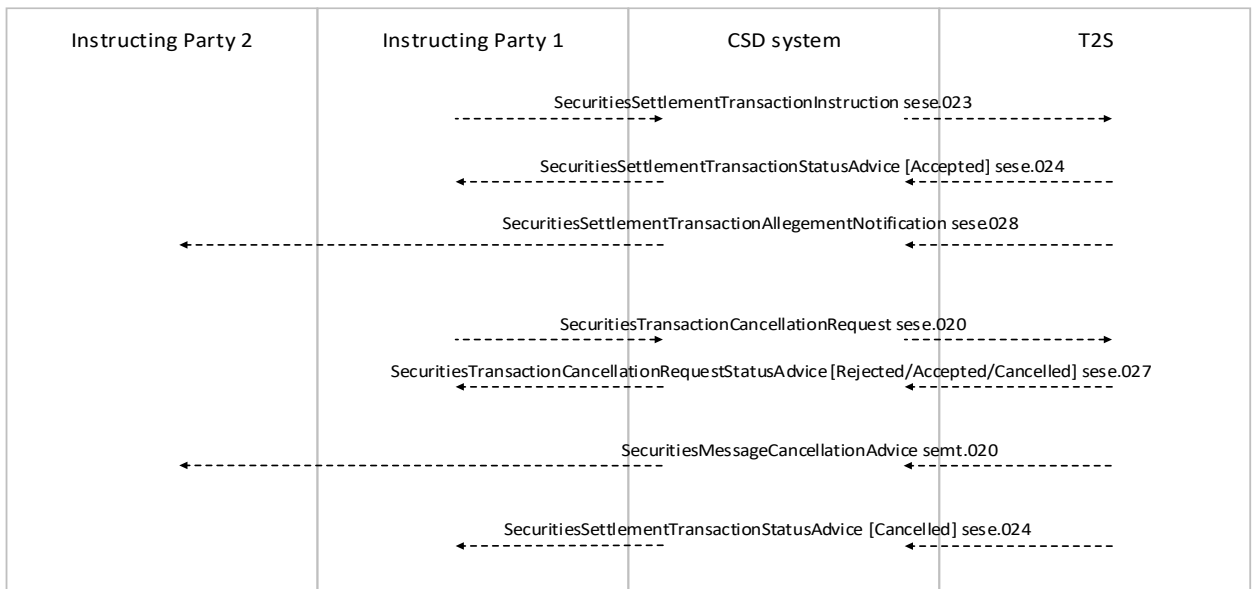 Instructing Party 2
Instructing Party 1
CSD system
T2S
SecuritiesSettlementTransactionInstruction sese.023
SecuritiesSettlementTransactionStatusAdvice [Accepted] sese.024
SecuritiesSettlementTransactionAllegementNotification sese.028
SecuritiesTransactionCancellationRequest sese.020
SecuritiesTransactionCancellationRequestStatusAdvice [Rejected/Accepted/Cancelled] sese.027
SecuritiesMessageCancellationAdvice semt.020
SecuritiesSettlementTransactionStatusAdvice [Cancelled] sese.024